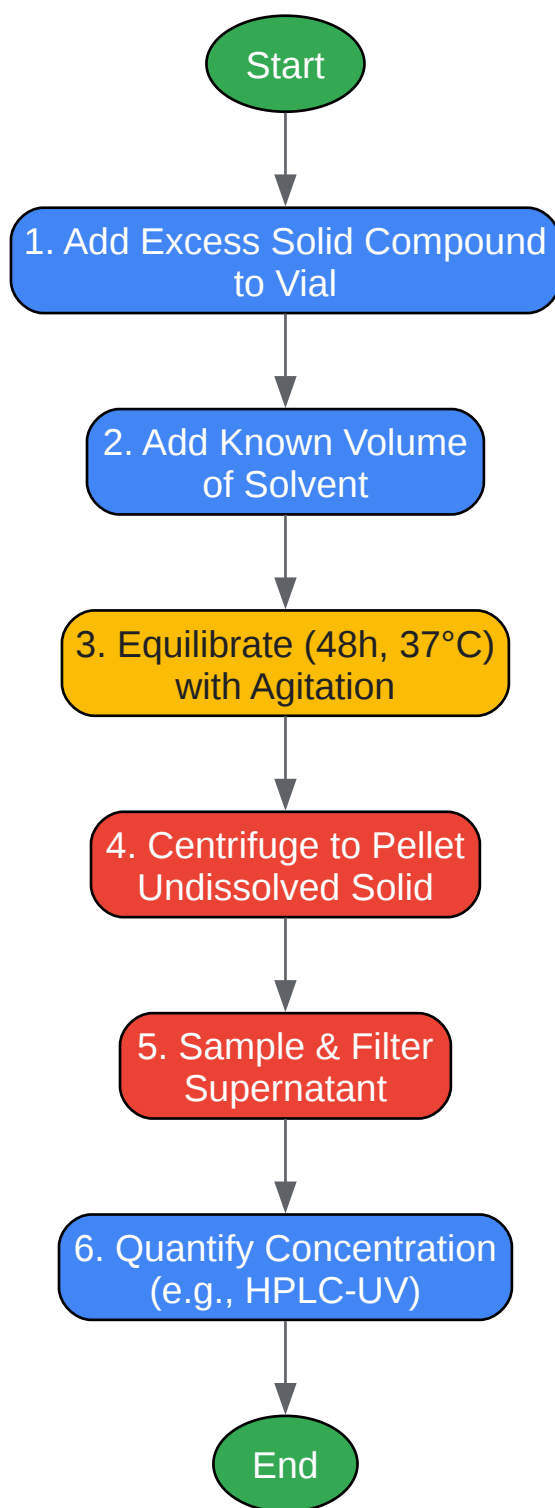 Start
1. Add Excess Solid Compound
to Vial
2. Add Known Volume
of Solvent
3. Equilibrate (48h, 37°C)
with Agitation
4. Centrifuge to Pellet
Undissolved Solid
5. Sample & Filter
Supernatant
6. Quantify Concentration
(e.g., HPLC-UV)
End